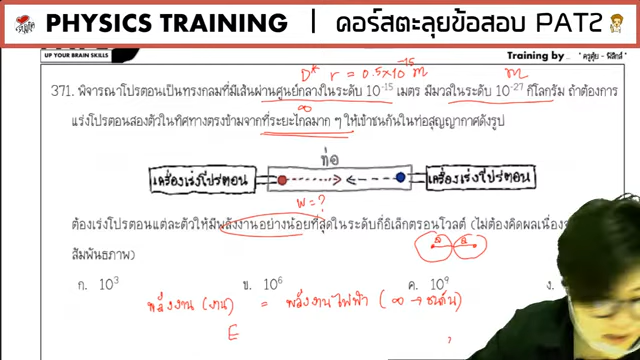 PHYSICS TRAINING | คอร์สตะลุยข้อสอบ PAT2
UP YOUR BRAIN SKILLS
Training by... "ครูตุ้ย - ฟิสิกส์"
D* r = 0.5×10⁻¹⁵ m
m
371. พิจารณาโปรตอนเป็นทรงกลมที่มีเส้นผ่านศูนย์กลางในระดับ 10⁻¹⁵ เมตร มีมวลในระดับ 10⁻²⁷ กิโลกรัม ถ้าต้องการ
∞
แร่งโปรตอนสองตัวในทิศทางตรงข้ามจากที่ระยะไกลมาก ๆ ให้เข้าชนกันในท่อสุญญากาศดังรูป
ท่อ
เครื่องเร่งโปรตอน
เครื่องเร่งโปรตอน
W = ?
ต้องเร่งโปรตอนแต่ละตัวให้มีพลังงานอย่างน้อยที่สุดในระดับกี่อิเล็กตรอนโวลต์ (ไม่ต้องคิดผลเนื่อง
สัมพันธภาพ)
ก. 10³
ข. 10⁶
ค. 10⁹
ง.
พลังงาน (งาน) = พลังงานไฟฟ้า (∞ → ชนกัน)
E